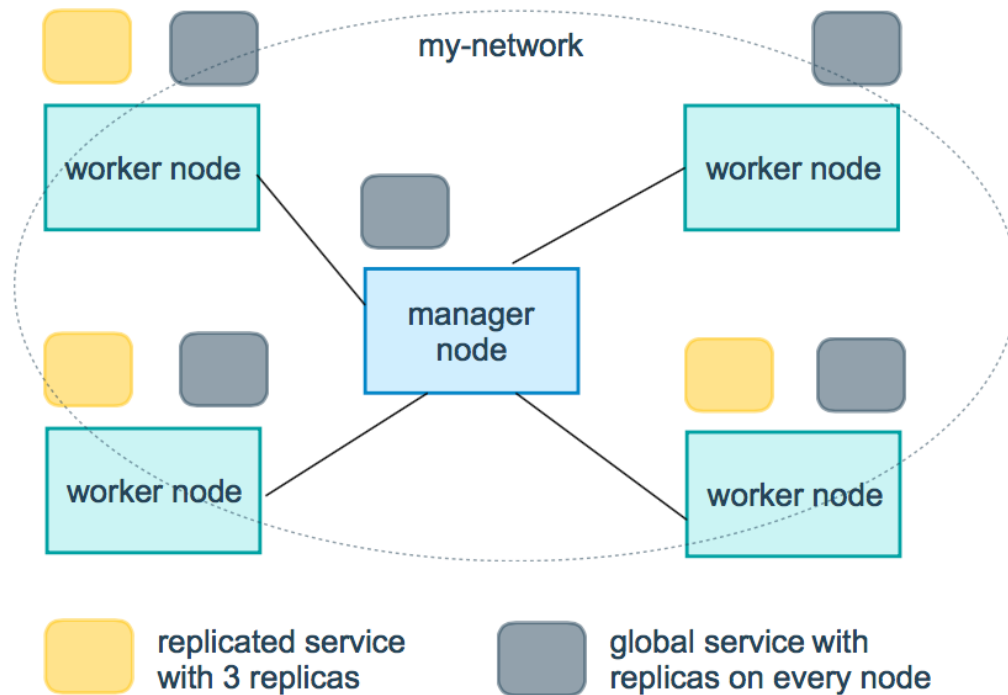 my-network
worker node
worker node
manager
node
worker node
worker node
replicated service
with 3 replicas
global service with
replicas on every node